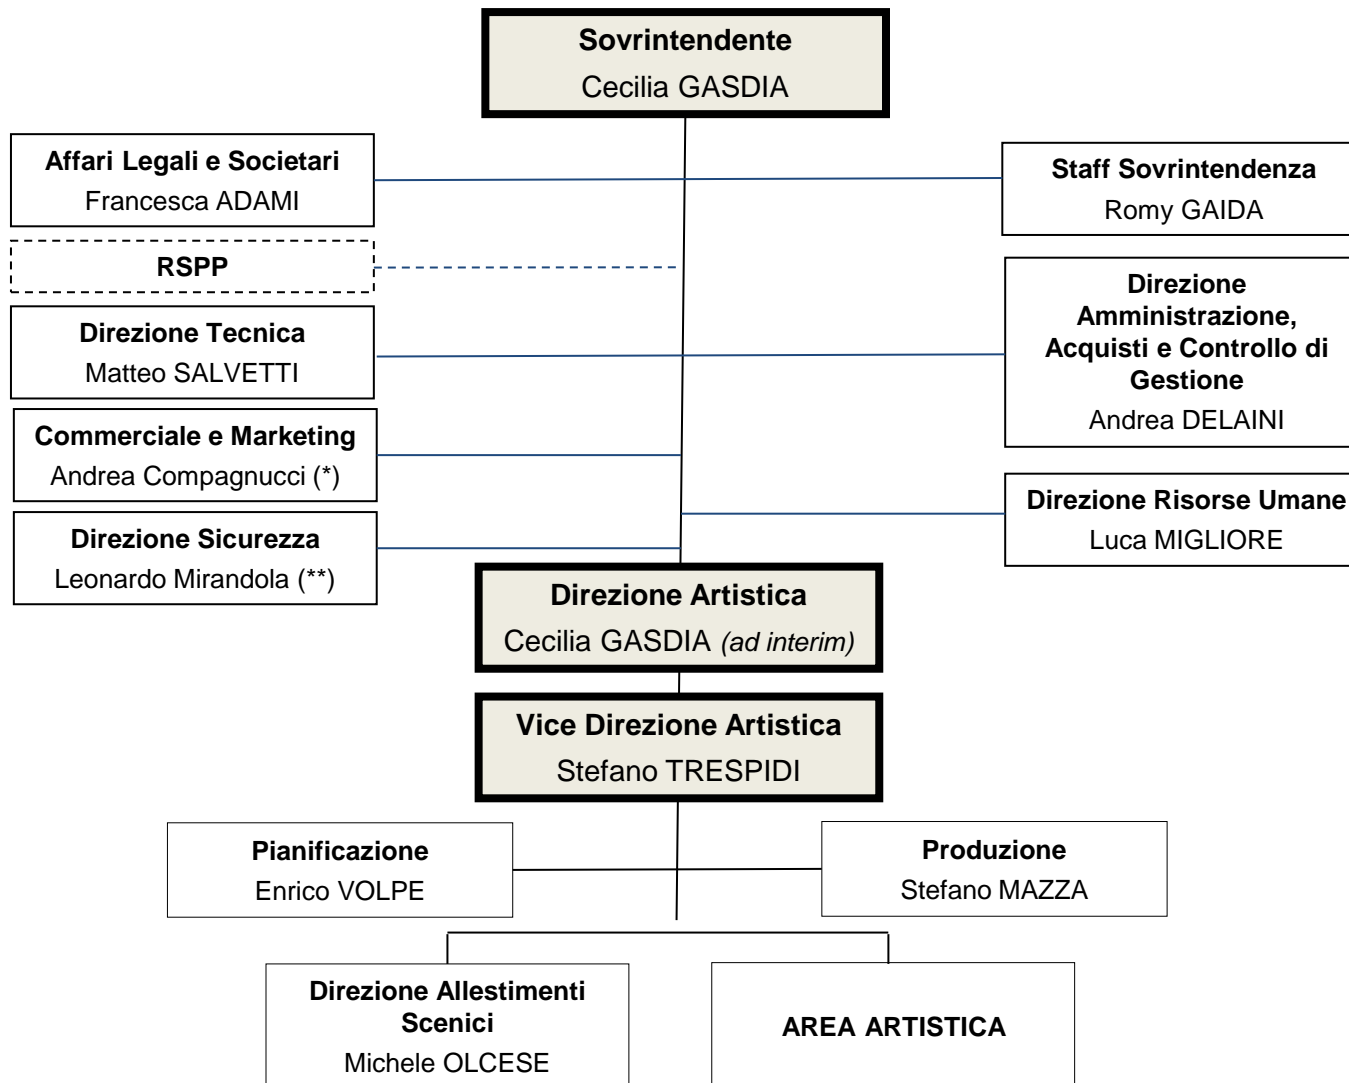 Sovrintendente
Cecilia GASDIA
Affari Legali e Societari
Francesca ADAMI
Staff Sovrintendenza
Romy GAIDA
RSPP
Direzione
Amministrazione,
Acquisti e Controllo di
Gestione
Andrea DELAINI
Direzione Tecnica
Matteo SALVETTI
Commerciale e Marketing
Andrea Compagnucci (*)
Direzione Risorse Umane
Luca MIGLIORE
Direzione Sicurezza
Leonardo Mirandola (**)
Direzione Artistica
Cecilia GASDIA (ad interim)
Vice Direzione Artistica
Stefano TRESPIDI
Pianificazione
Enrico VOLPE
Produzione
Stefano MAZZA
Direzione Allestimenti
Scenici
Michele OLCESE
AREA ARTISTICA